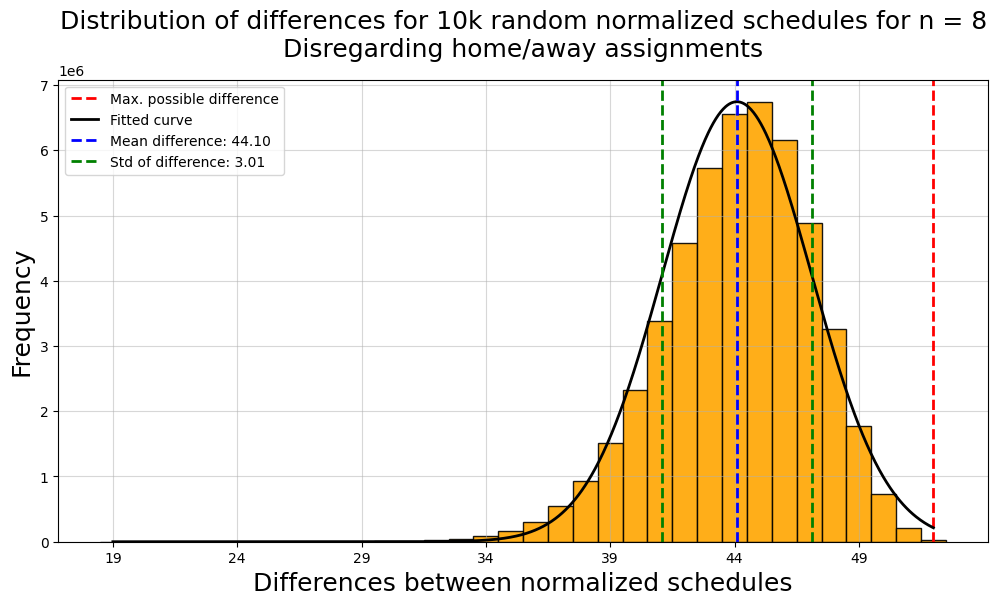 Distribution of differences for 10k random normalized schedules for n = 8
Disregarding home/away assignments
1e6
Max. possible difference
Fitted curve
Mean difference: 44.10
Std of difference: 3.01
7
6
5
4
3
2
1
0
Frequency
19 24 29 34 39 44 49
Differences between normalized schedules